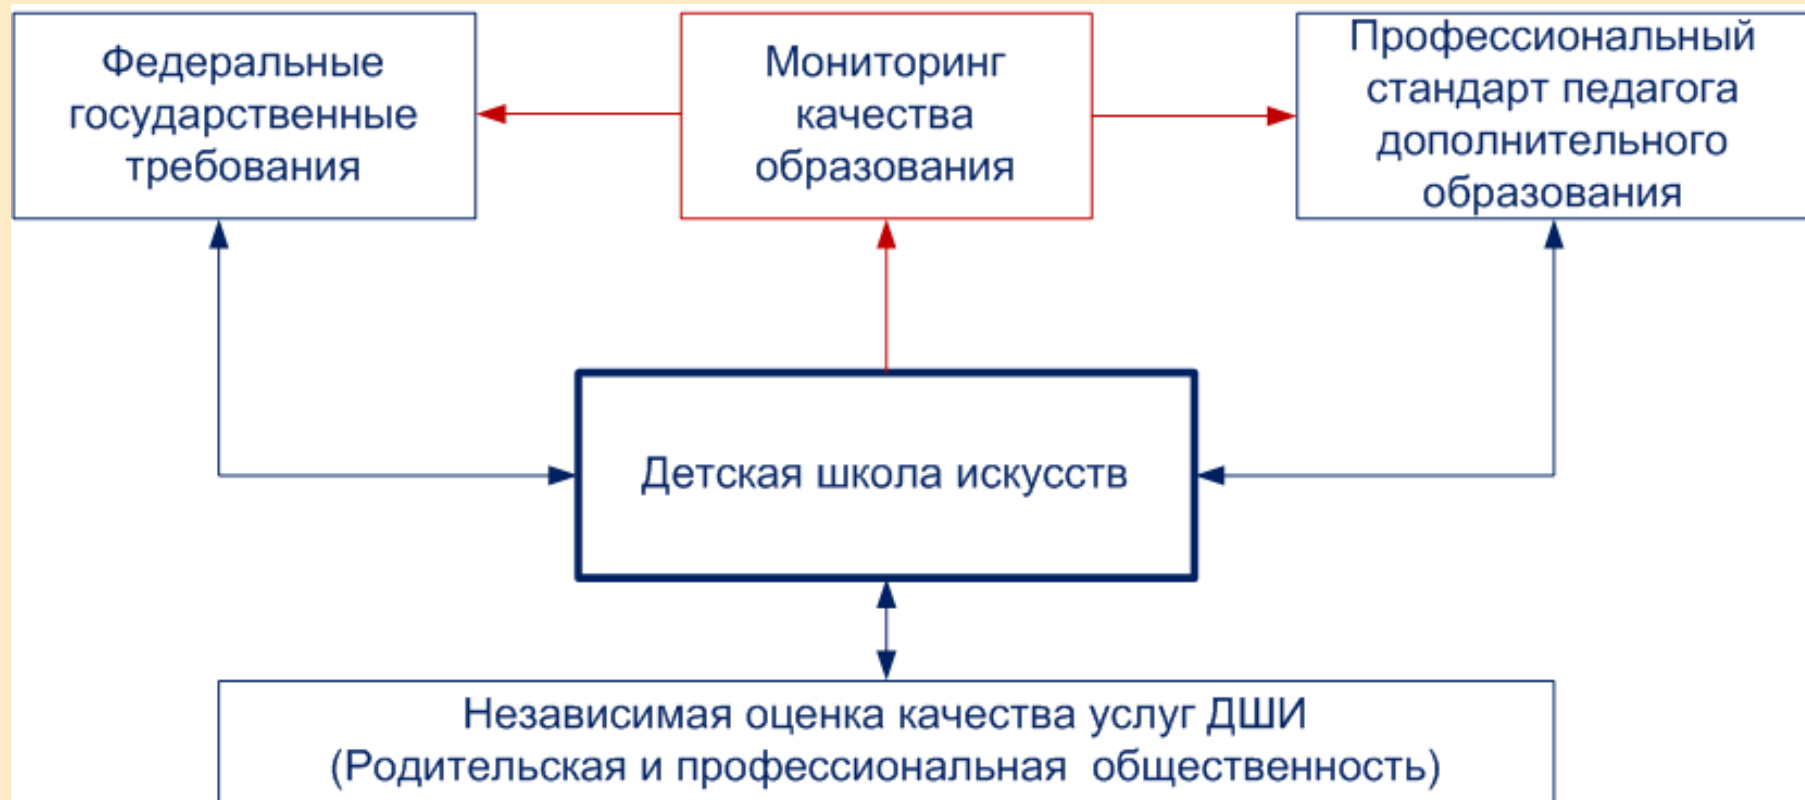 Федеральные
государственные
требования
Мониторинг
качества
образования
Профессиональный
стандарт педагога
дополнительного
образования
Детская школа искусств
Независимая оценка качества услуг ДШИ
(Родительская и профессиональная общественность)